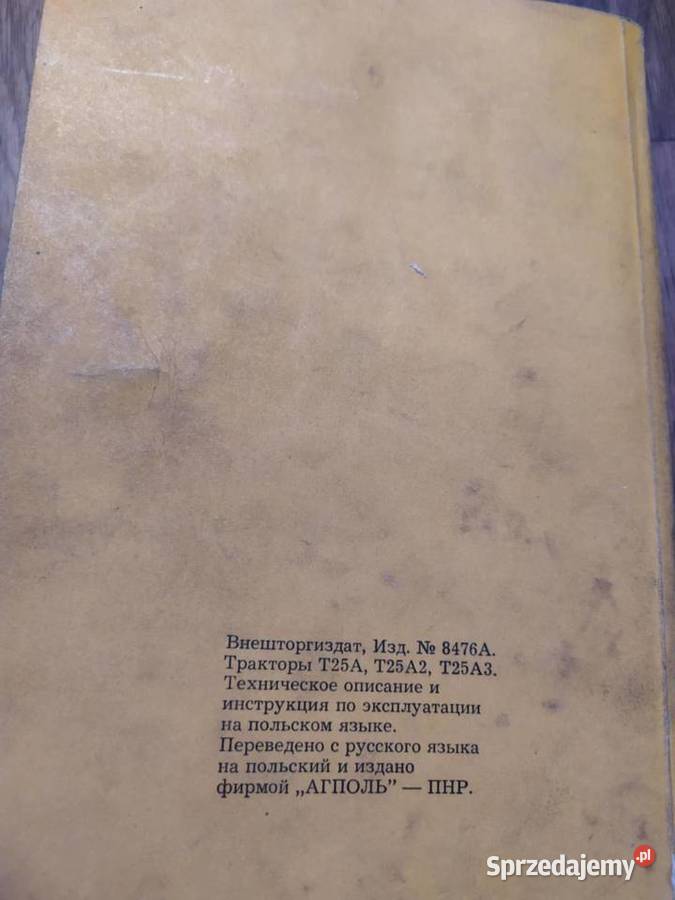 Внешторгиздат, Изд. № 8476А.
Тракторы Т25А, Т25А2, Т25А3.
Техническое описание и
инструкция по эксплуатации
на польском языке.
Переведено с русского языка
на польский и издано
фирмой „АГПОЛЬ” — ПНР.
Sprzedajemy.pl